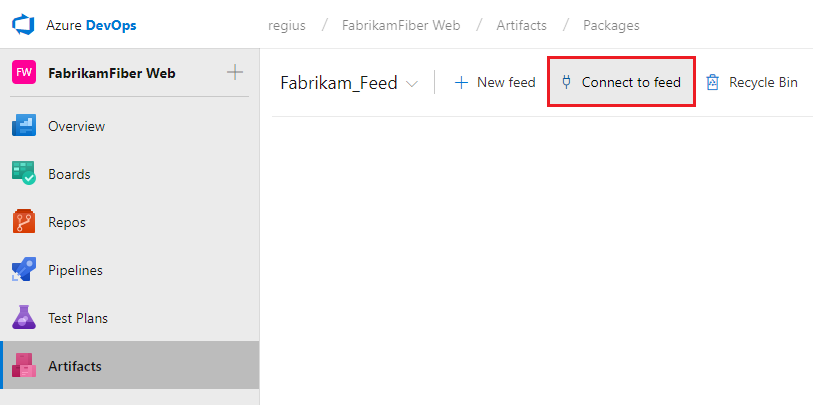 Azure DevOps
regius / FabrikamFiber Web / Artifacts / Packages
FW FabrikamFiber Web
Fabrikam_Feed
New feed
Connect to feed
Recycle Bin
Overview
Boards
Repos
Pipelines
Test Plans
Artifacts